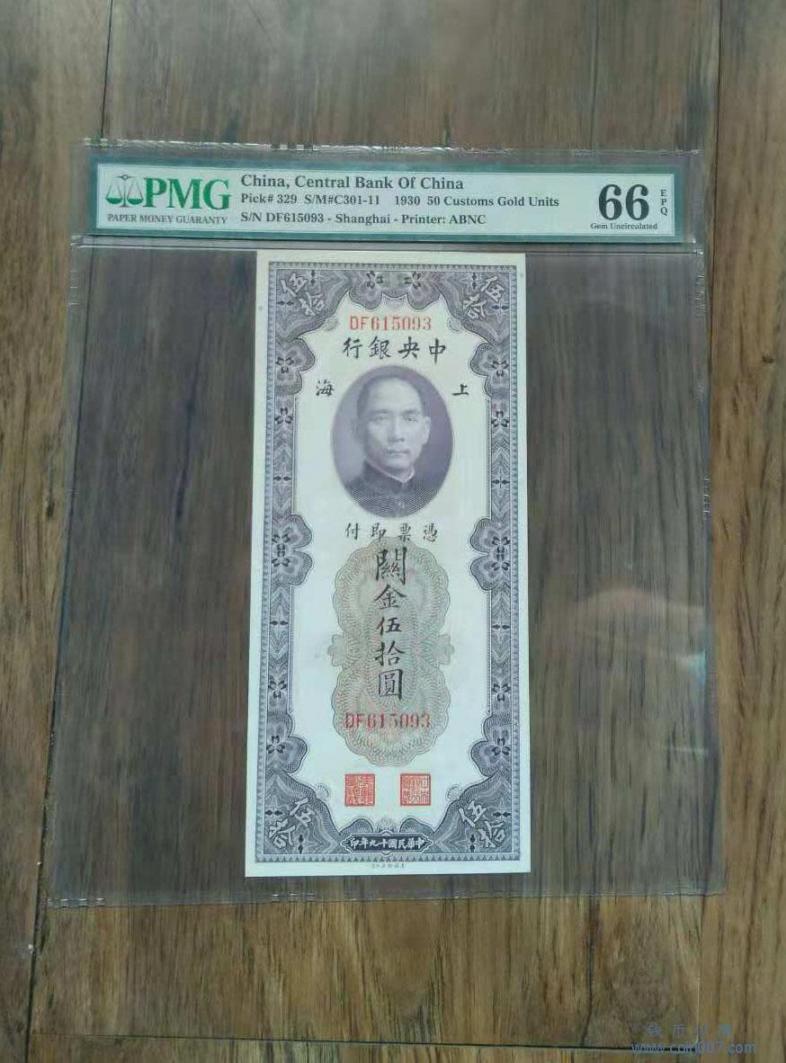 PMG
PAPER MONEY GUARANTY
China, Central Bank Of China
Pick# 329 S/M#C301-11 1930 50 Customs Gold Units
S/N DF615093 - Shanghai - Printer: ABNC
66
EPQ
Gem Uncirculated
伍拾
伍拾
DF615093
行銀央中
海 上
付即票憑
關金伍拾圓
DF615093
伍拾
伍拾
印年九十國民華中
www.coin007.com